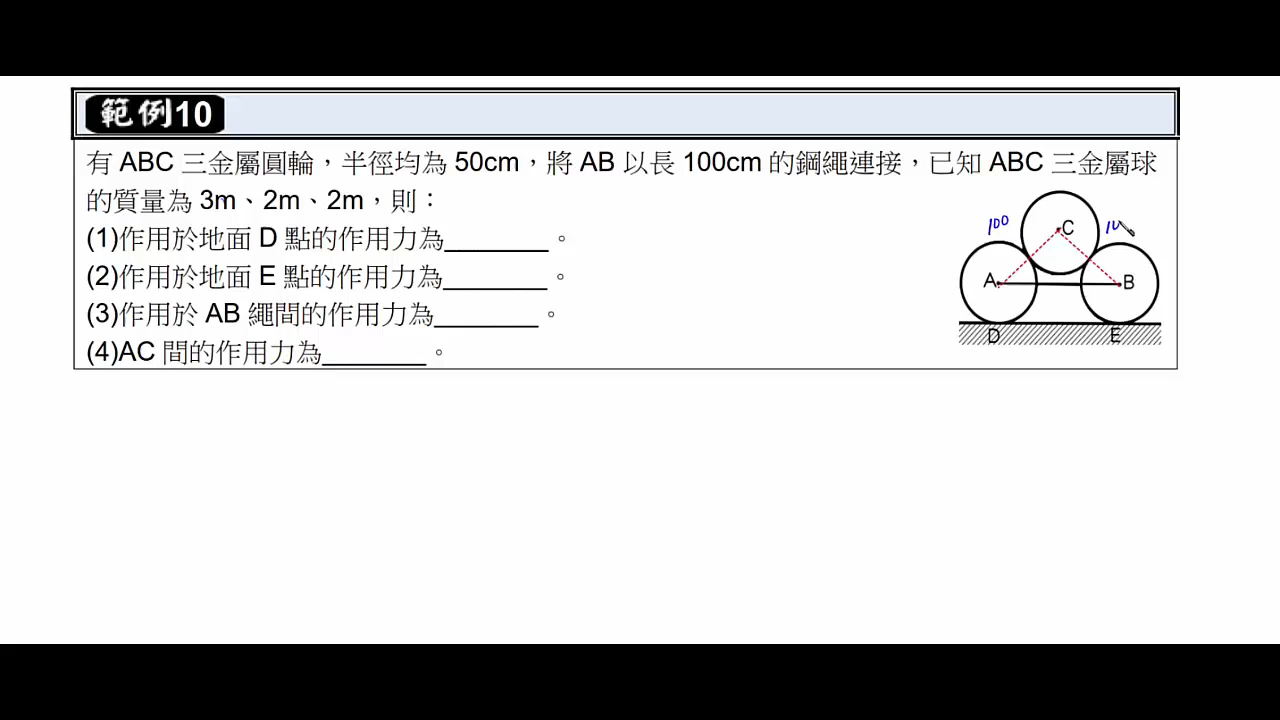 範例10
有 ABC 三金屬圓輪，半徑均為 50cm，將 AB 以長 100cm 的鋼繩連接，已知 ABC 三金屬球
的質量為 3m、2m、2m，則：
(1)作用於地面 D 點的作用力為________。
(2)作用於地面 E 點的作用力為________。
(3)作用於 AB 繩間的作用力為________。
(4)AC 間的作用力為________。
100
C
A
B
D
E